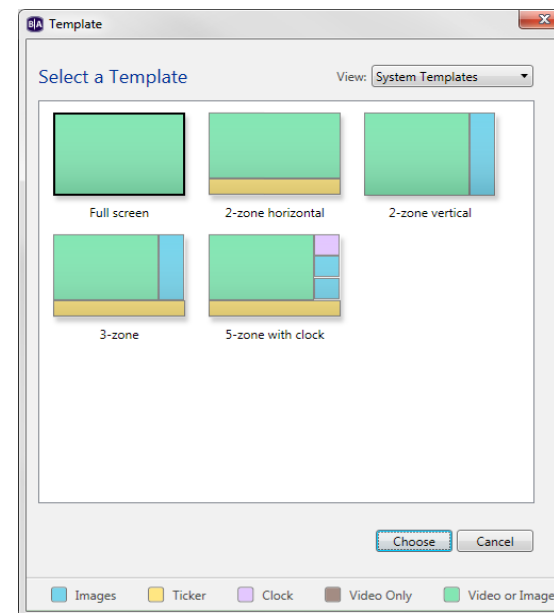 B A Template
Select a Template
View: System Templates
Full screen
2-zone horizontal
2-zone vertical
3-zone
5-zone with clock
Choose
Cancel
Images
Ticker
Clock
Video Only
Video or Image